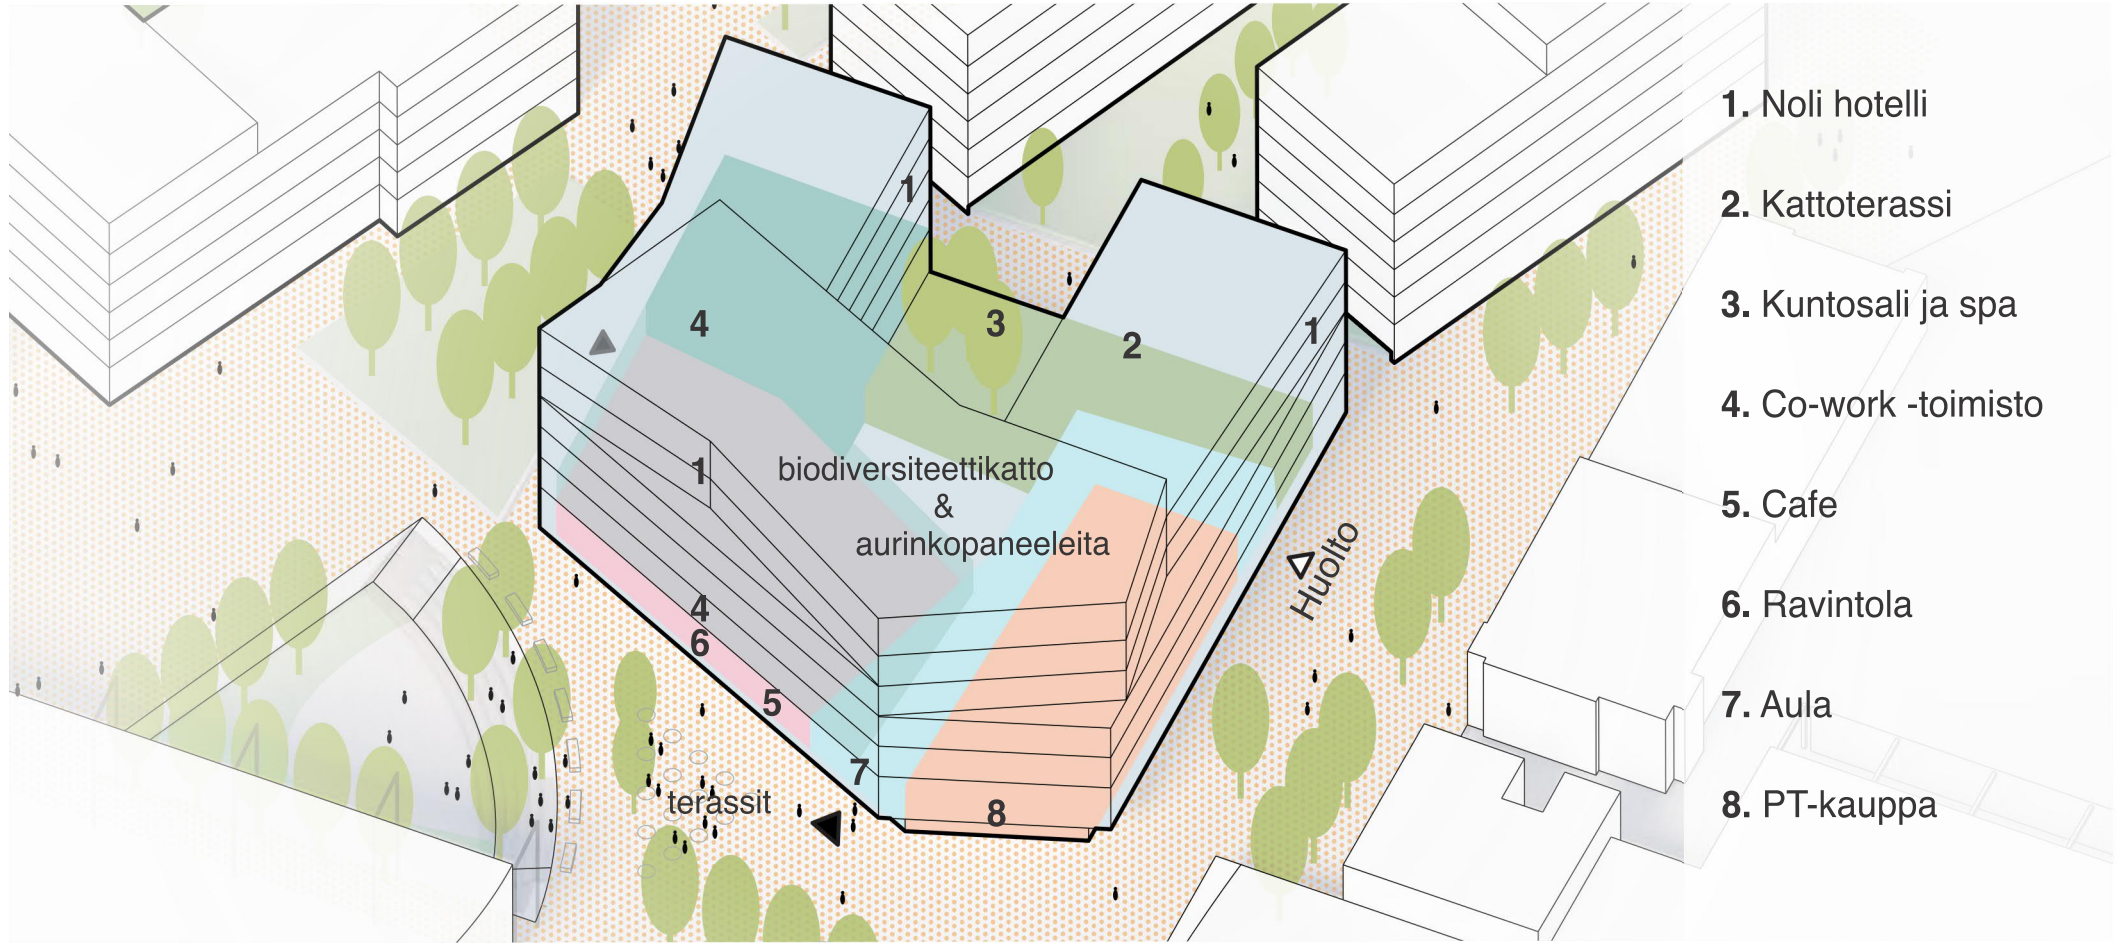 1
1
3
2
4
1
biodiversiteettikatto
&
aurinkopaneeleita
Huolto
4
6
5
7
terassit
8
1. Noli hotelli
2. Kattoterassi
3. Kuntosali ja spa
4. Co-work -toimisto
5. Cafe
6. Ravintola
7. Aula
8. PT-kauppa